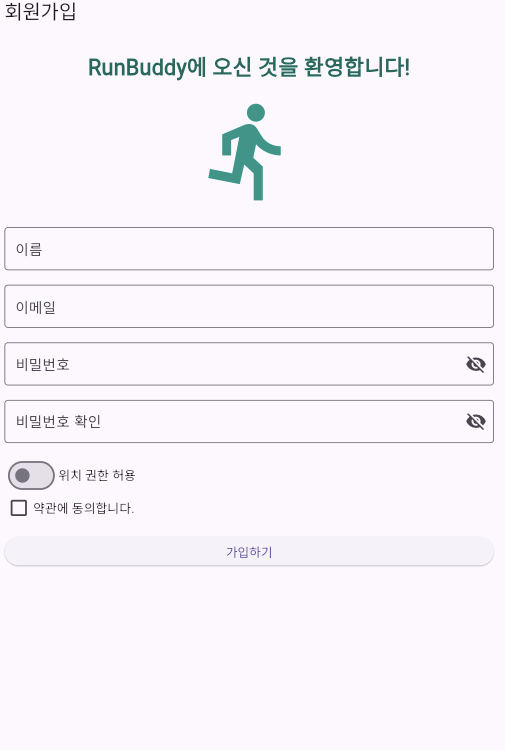 회원가입
RunBuddy에 오신 것을 환영합니다!
이름
이메일
비밀번호
비밀번호 확인
위치 권한 허용
약관에 동의합니다.
가입하기